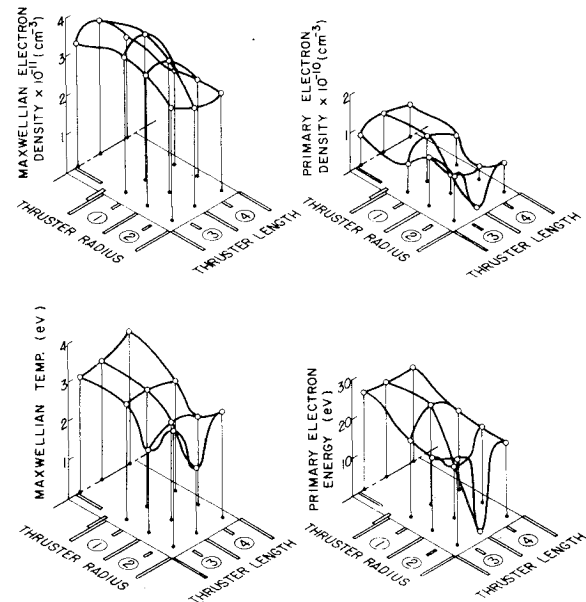 MAXWELLIAN ELECTRON
DENSITY × 10⁻¹¹ (cm⁻³)
4
3
2
1
THRUSTER RADIUS
① ② ③ ④
THRUSTER LENGTH
PRIMARY ELECTRON
DENSITY × 10⁻¹⁰ (cm⁻³)
2
1
THRUSTER RADIUS
① ② ③ ④
THRUSTER LENGTH
MAXWELLIAN TEMP. (eV)
4
3
2
1
THRUSTER RADIUS
① ② ③ ④
THRUSTER LENGTH
PRIMARY ELECTRON
ENERGY (eV)
30
20
10
THRUSTER RADIUS
① ② ③ ④
THRUSTER LENGTH